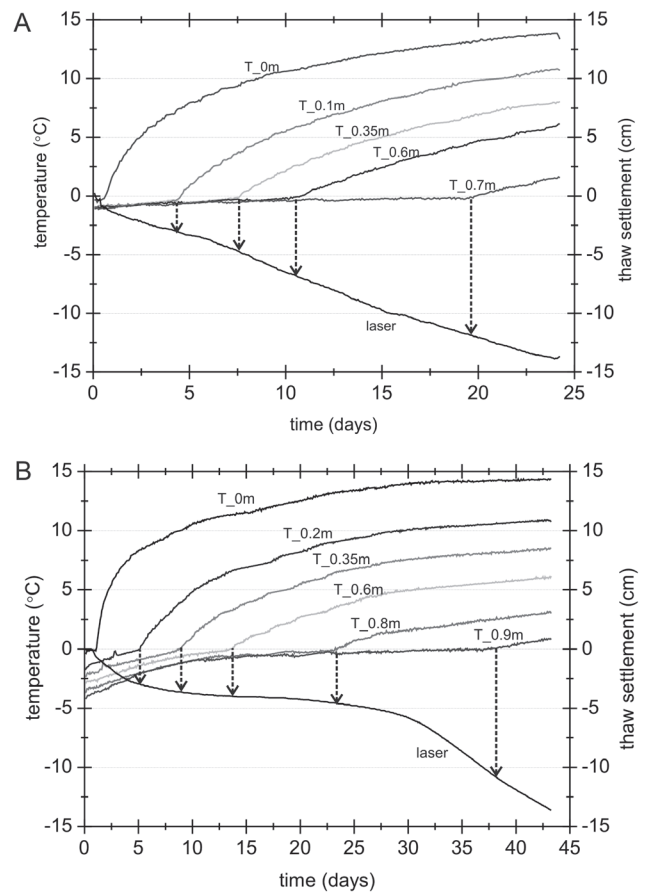 A
15
10
5
0
-5
-10
-15
temperature (°C)
T_0m
T_0.1m
T_0.35m
T_0.6m
T_0.7m
laser
15
10
5
0
-5
-10
-15
thaw settlement (cm)
0 5 10 15 20 25
time (days)
B
15
10
5
0
-5
-10
-15
temperature (°C)
T_0m
T_0.2m
T_0.35m
T_0.6m
T_0.8m
T_0.9m
laser
15
10
5
0
-5
-10
-15
thaw settlement (cm)
0 5 10 15 20 25 30 35 40 45
time (days)